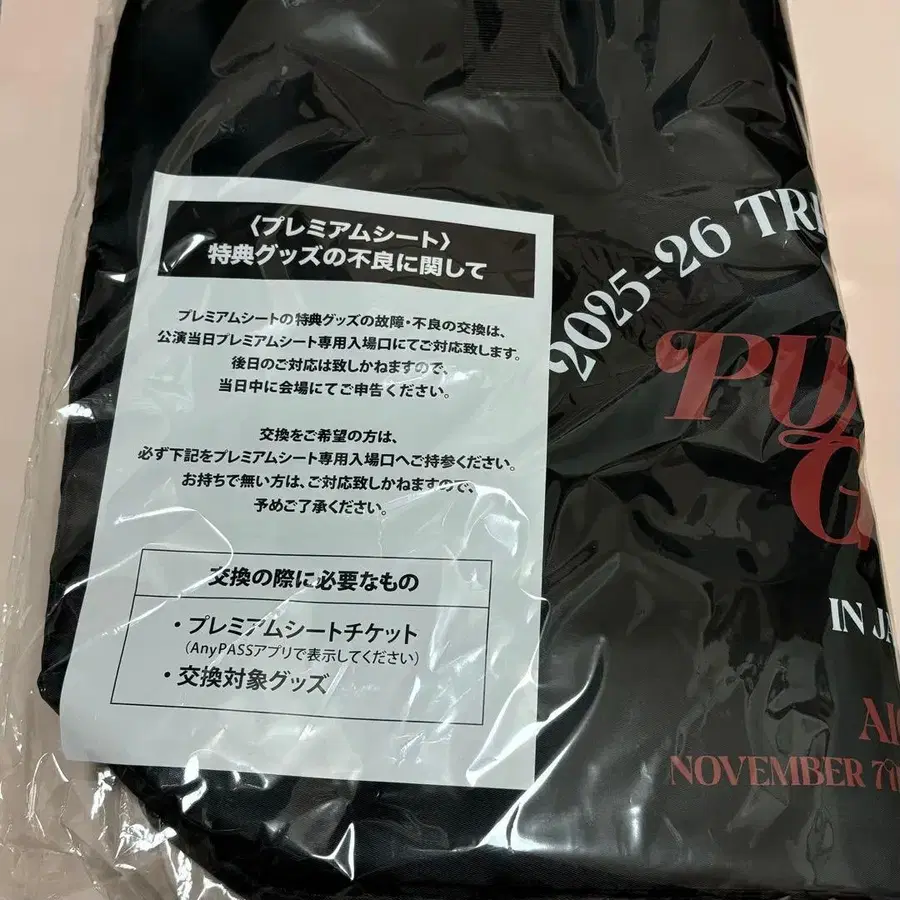 〈プレミアムシート〉
特典グッズの不良に関して
プレミアムシートの特典グッズの故障・不良の交換は、
公演当日プレミアムシート専用入場口にてご対応致します。
後日のご対応は致しかねますので、
当日中に会場にてご申告ください。
交換をご希望の方は、
必ず下記をプレミアムシート専用入場口へご持参ください。
お持ちで無い方は、ご対応致しかねますので、
予めご了承ください。
交換の際に必要なもの
・プレミアムシートチケット
（AnyPASSアプリで表示してください）
・交換対象グッズ
2025-26 TRE
PU
G
IN JA
AIC
NOVEMBER 7